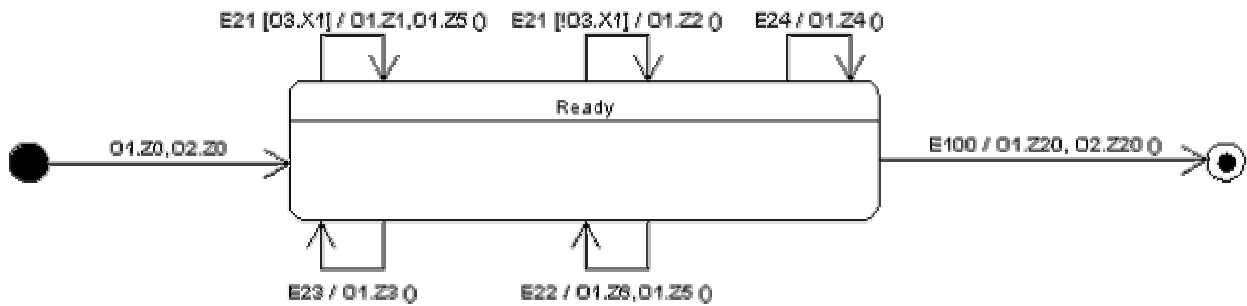 E21 [O3.X1] / O1.Z1,O1.Z5 () E21 [!O3.X1] / O1.Z2 () E24 / O1.Z4 ()
Ready
O1.Z0,O2.Z0
E100 / O1.Z20, O2.Z20 ()
E23 / O1.Z3 () E22 / O1.Z6,O1.Z5 ()